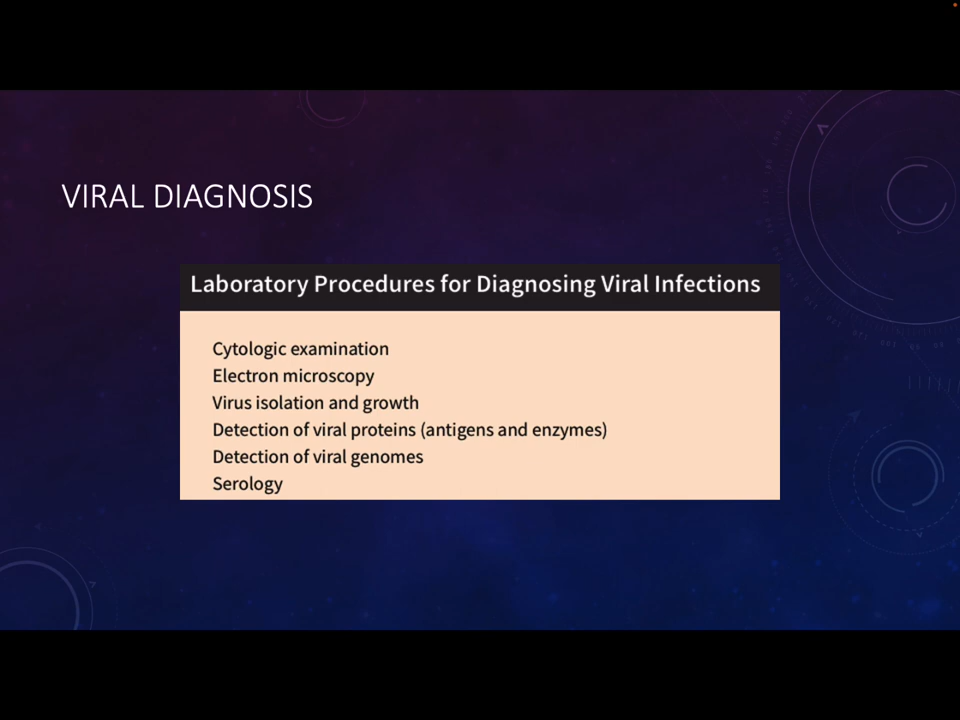 VIRAL DIAGNOSIS
Laboratory Procedures for Diagnosing Viral Infections
Cytologic examination
Electron microscopy
Virus isolation and growth
Detection of viral proteins (antigens and enzymes)
Detection of viral genomes
Serology